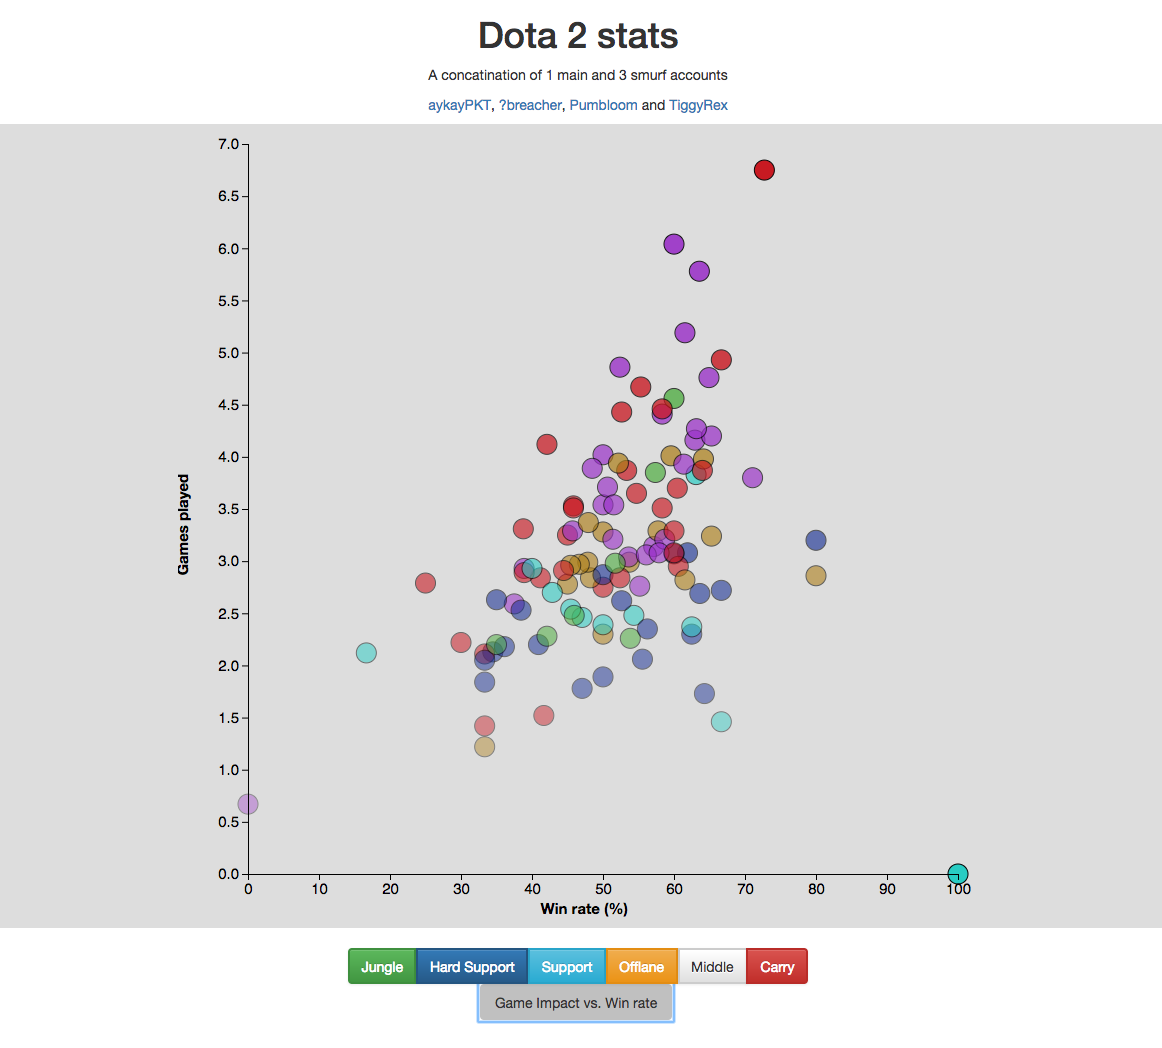 Dota 2 stats
A concatination of 1 main and 3 smurf accounts
aykayPKT, ?breacher, Pumbloom and TiggyRex
7.0
6.5
6.0
5.5
5.0
4.5
4.0
3.5
3.0
2.5
2.0
1.5
1.0
0.5
0.0
Games played
0 10 20 30 40 50 60 70 80 90 100
Win rate (%)
Jungle Hard Support Support Offlane Middle Carry
Game Impact vs. Win rate